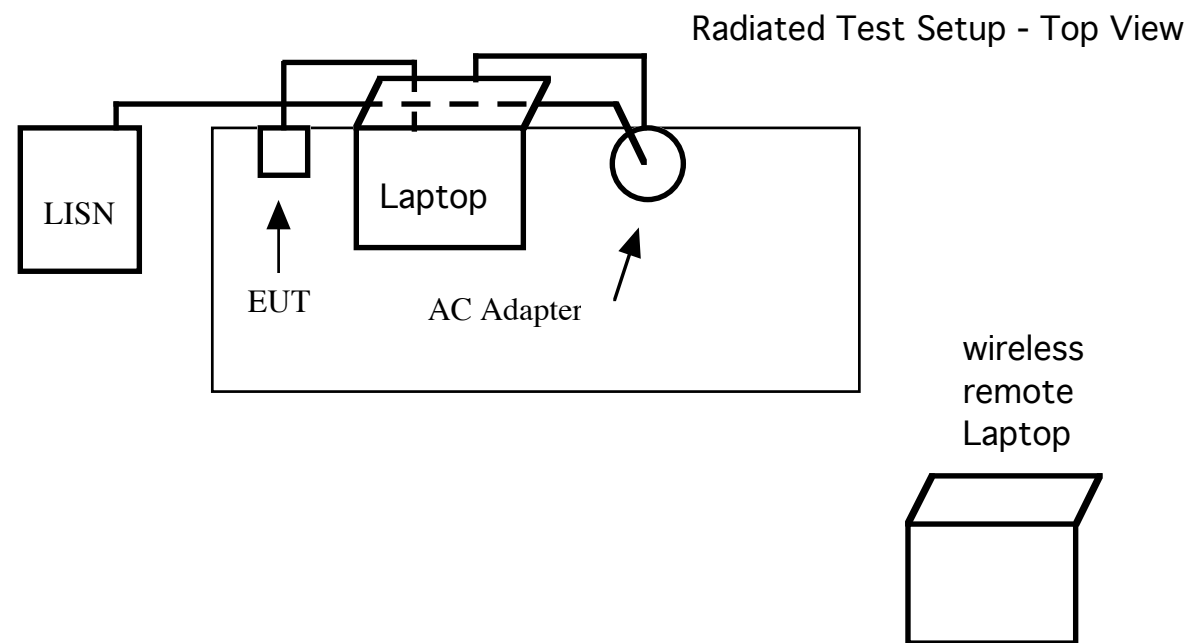 Radiated Test Setup - Top View
LISN
Laptop
EUT
AC Adapter
wireless
remote
Laptop